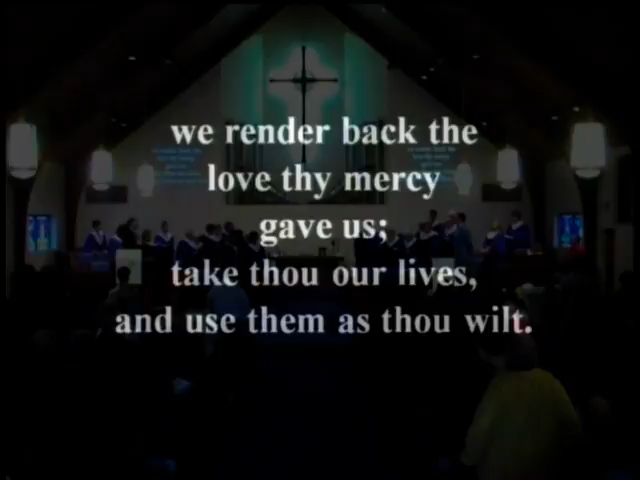 we render back the
love thy mercy
gave us;
take thou our lives,
and use them as thou wilt.